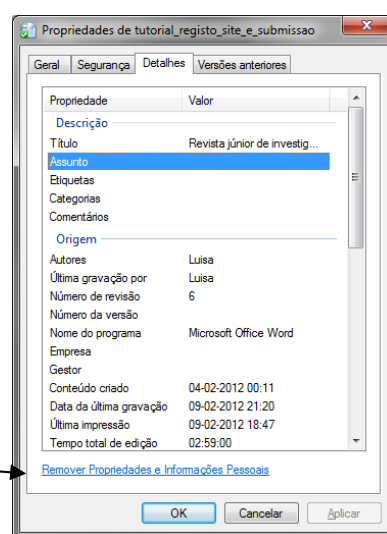 Propriedades de tutorial_registo_site_e_submissao
Geral Segurança Detalhes Versões anteriores
Propriedade Valor
Descrição
Título Revista júnior de investig...
Assunto
Etiquetas
Categorias
Comentários
Origem
Autores Luisa
Última gravação por Luisa
Número de revisão 6
Número da versão
Nome do programa Microsoft Office Word
Empresa
Gestor
Conteúdo criado 04-02-2012 00:11
Data da última gravação 09-02-2012 21:20
Última impressão 09-02-2012 18:47
Tempo total de edição 02:59:00
Remover Propriedades e Informações Pessoais
OK Cancelar Aplicar